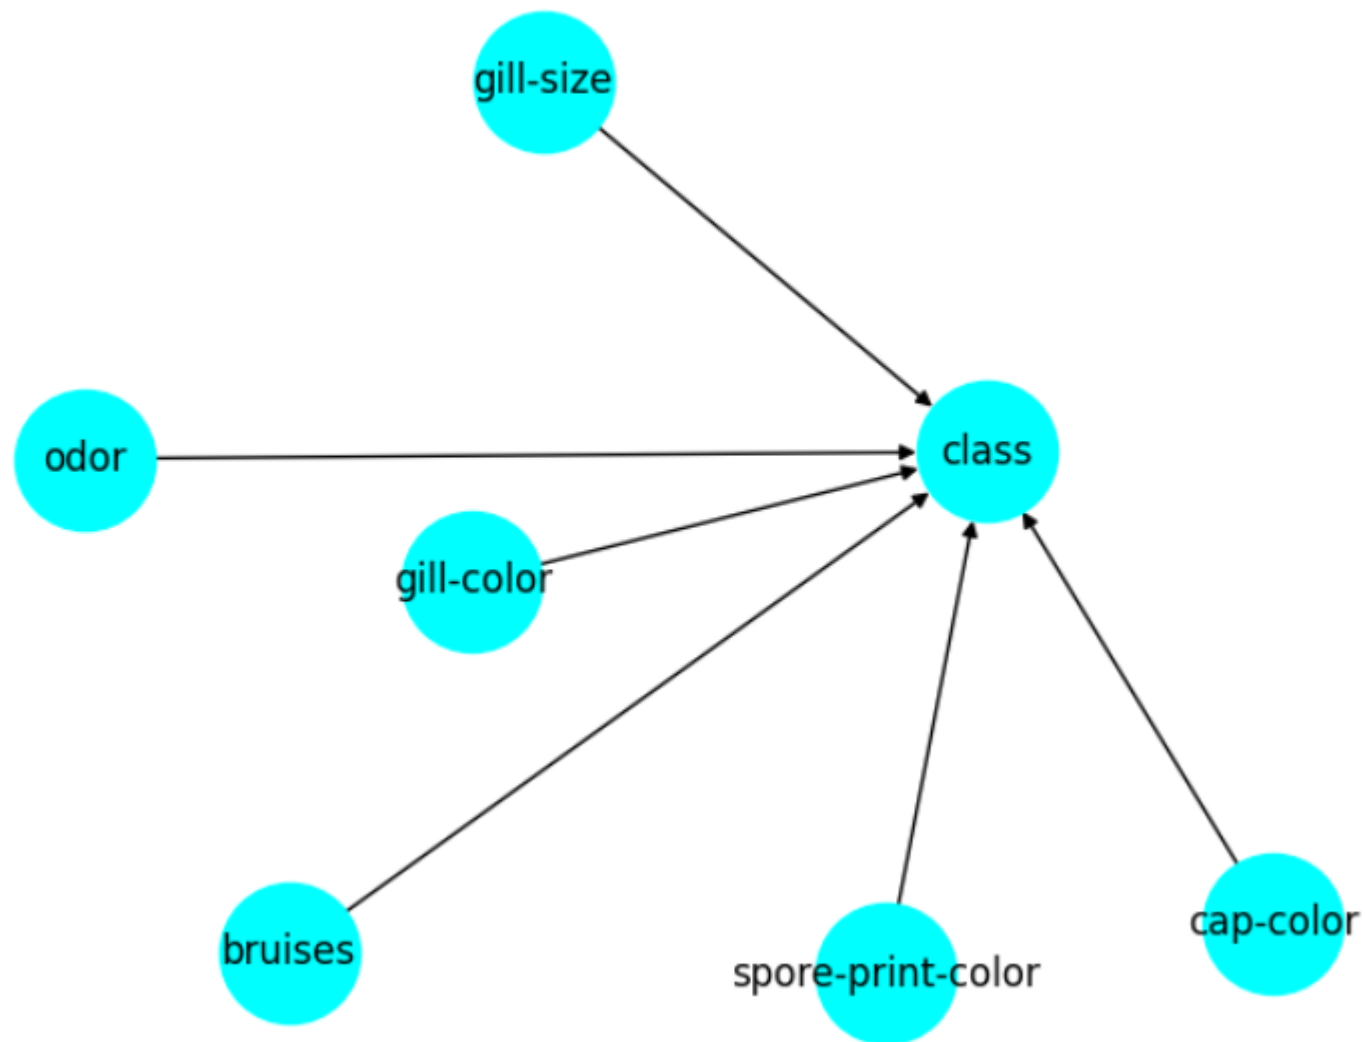 gill-size
class
odor
gill-color
cap-color
bruises
spore-print-color